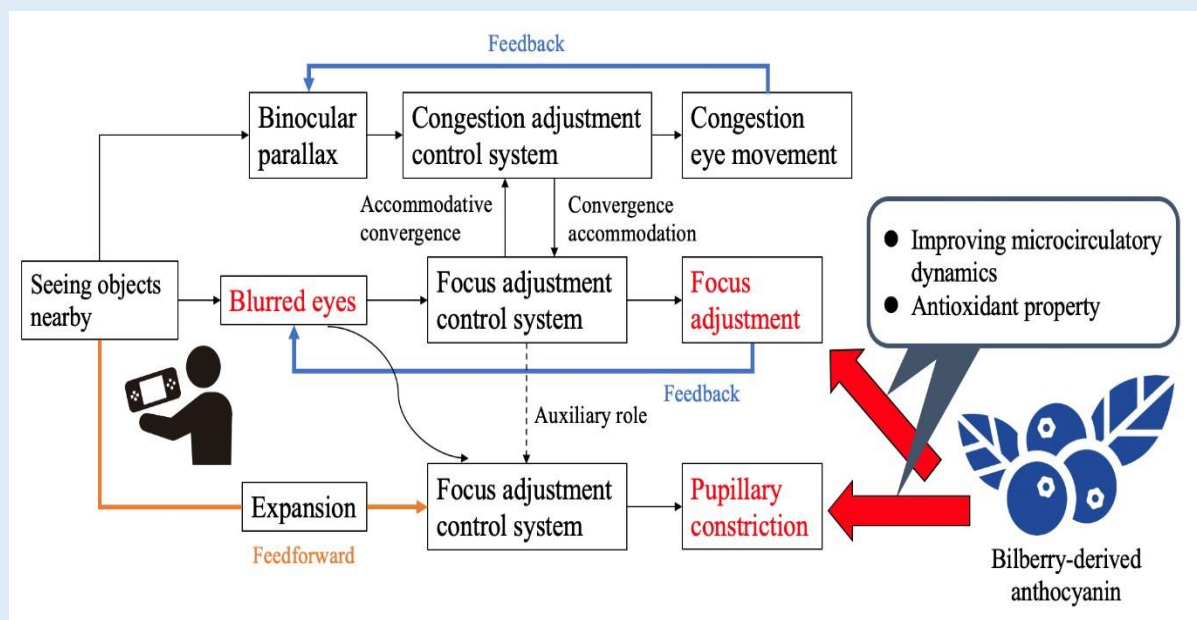 Feedback
Binocular
parallax
Congestion adjustment
control system
Congestion
eye movement
Accommodative
convergence
Convergence
accommodation
● Improving microcirculatory
dynamics
● Antioxidant property
Seeing objects
nearby
Blurred eyes
Focus adjustment
control system
Focus
adjustment
Feedback
Auxiliary role
Expansion
Feedforward
Focus adjustment
control system
Pupillary
constriction
Bilberry-derived
anthocyanin